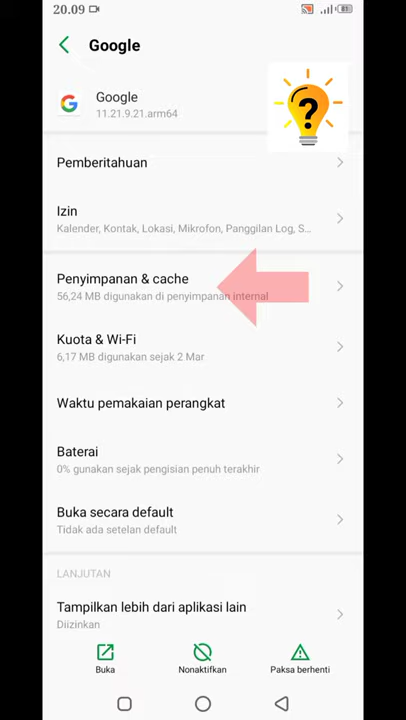 20.09
Google
Google
11.21.9.21.arm64
Pemberitahuan
Izin
Kalender, Kontak, Lokasi, Mikrofon, Panggilan Log, S...
Penyimpanan & cache
56,24 MB digunakan di penyimpanan internal
Kuota & Wi-Fi
6,17 MB digunakan sejak 2 Mar
Waktu pemakaian perangkat
Baterai
0% gunakan sejak pengisian penuh terakhir
Buka secara default
Tidak ada setelan default
LANJUTAN
Tampilkan lebih dari aplikasi lain
Diizinkan
Buka Nonaktifkan Paksa berhenti